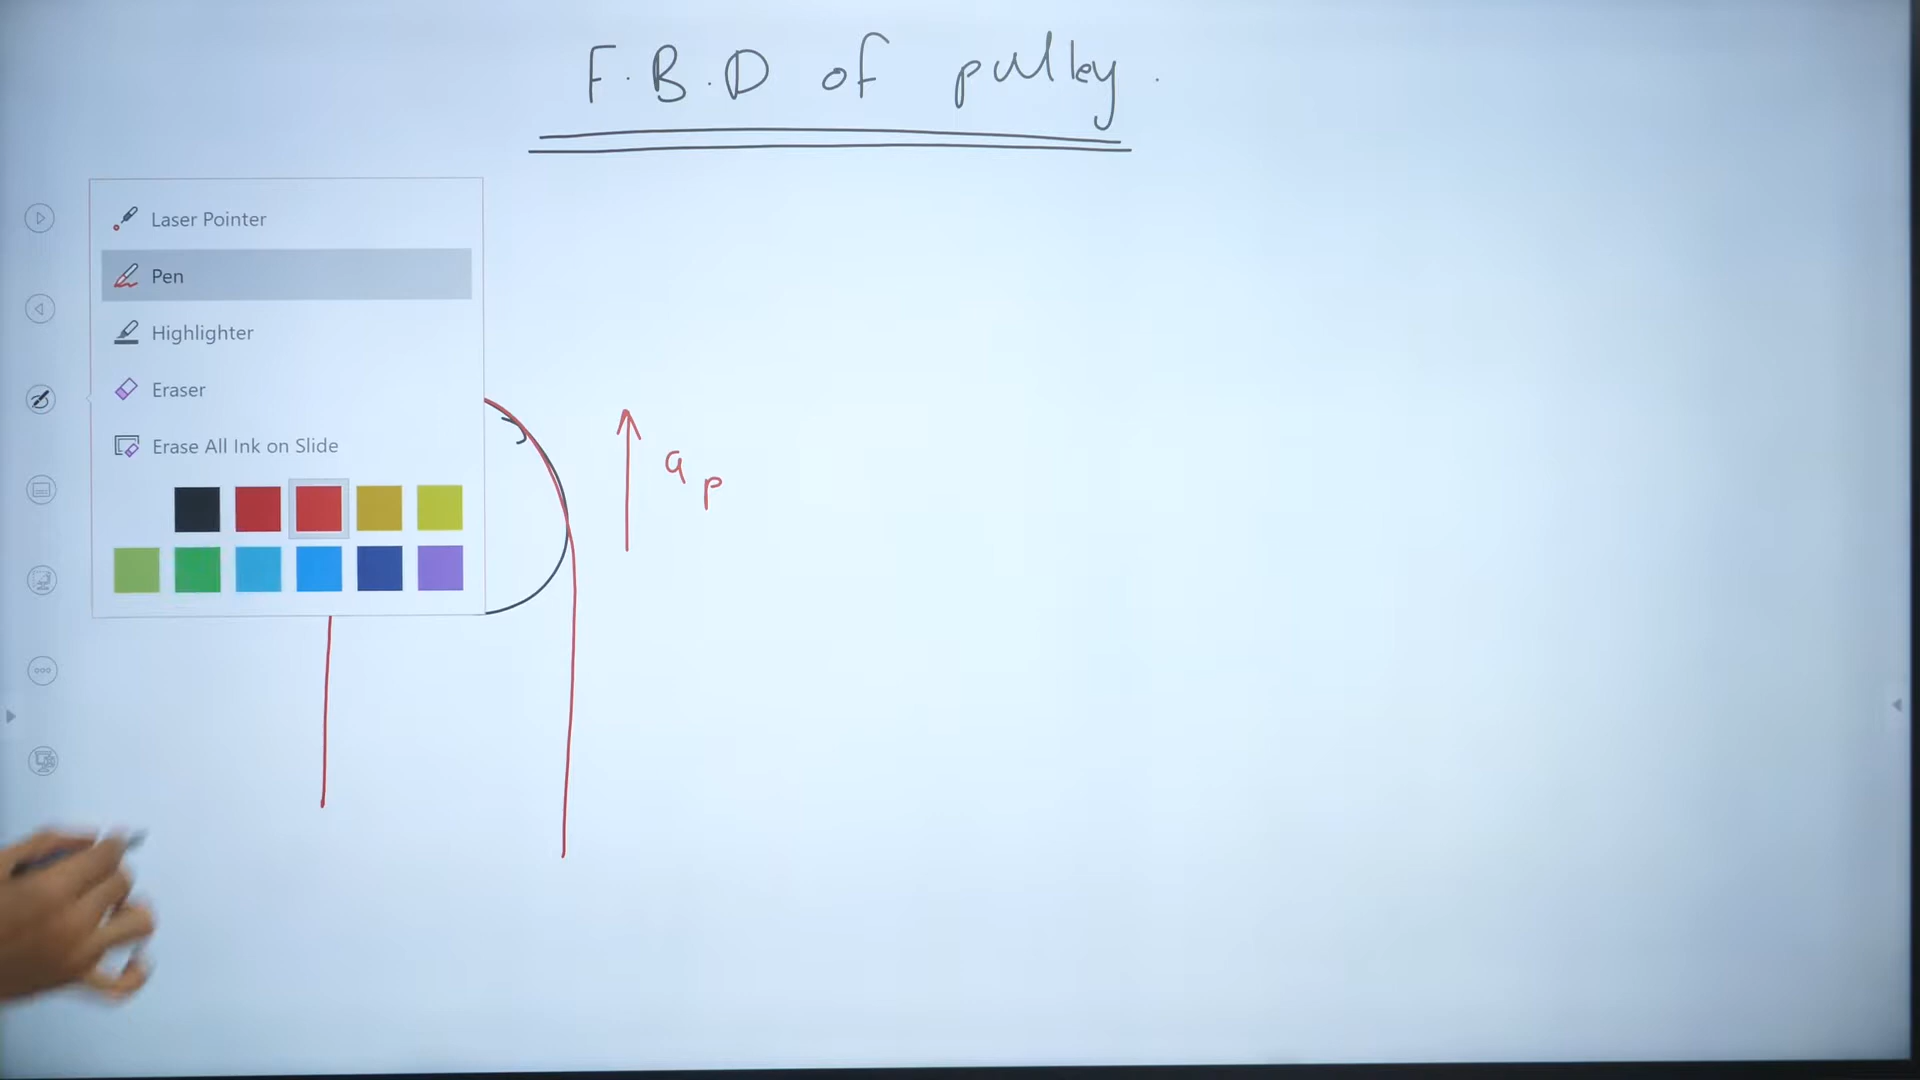 F.B.D of pulley.
Laser Pointer
Pen
Highlighter
Eraser
Erase All Ink on Slide
a p